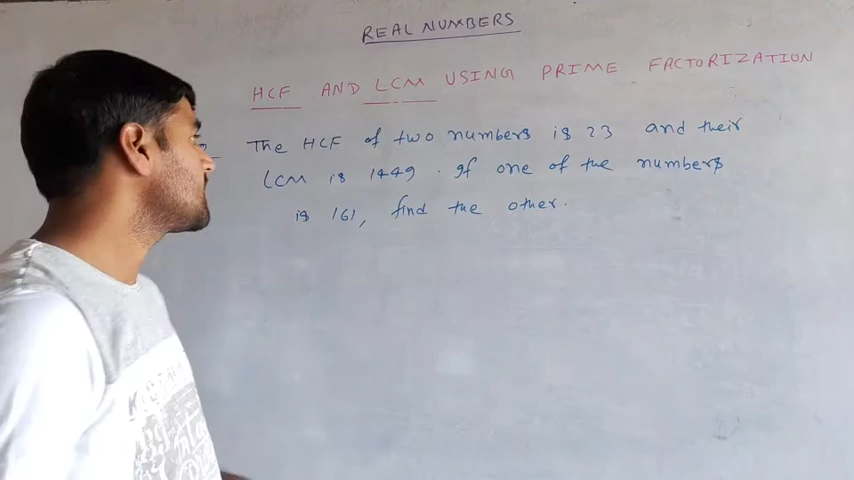 REAL NUMBERS
HCF AND LCM USING PRIME FACTORIZATION
The HCF of two numbers is 23 and their
LCM is 1449. If one of the numbers
is 161, find the other.